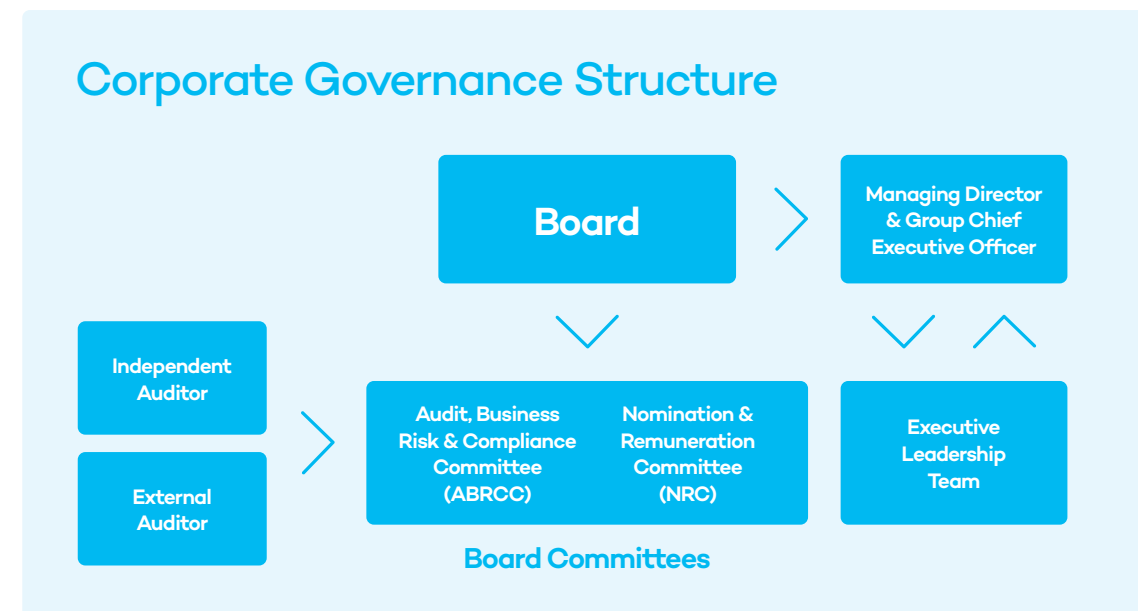 Corporate Governance Structure
Board
Managing Director
& Group Chief
Executive Officer
Independent
Auditor
External
Auditor
Audit, Business
Risk & Compliance
Committee
(ABRCC)
Nomination &
Remuneration
Committee
(NRC)
Executive
Leadership
Team
Board Committees